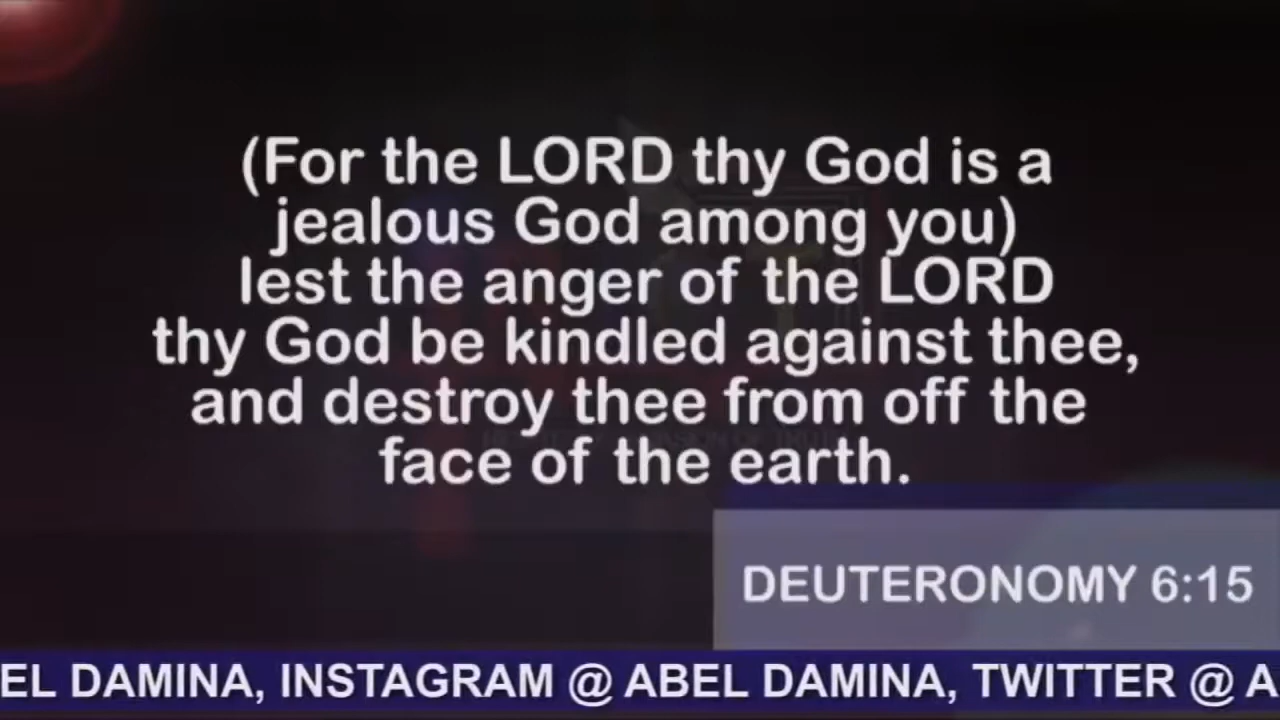 (For the LORD thy God is a
jealous God among you)
lest the anger of the LORD
thy God be kindled against thee,
and destroy thee from off the
face of the earth.
DEUTERONOMY 6:15
EL DAMINA, INSTAGRAM @ ABEL DAMINA, TWITTER @ A